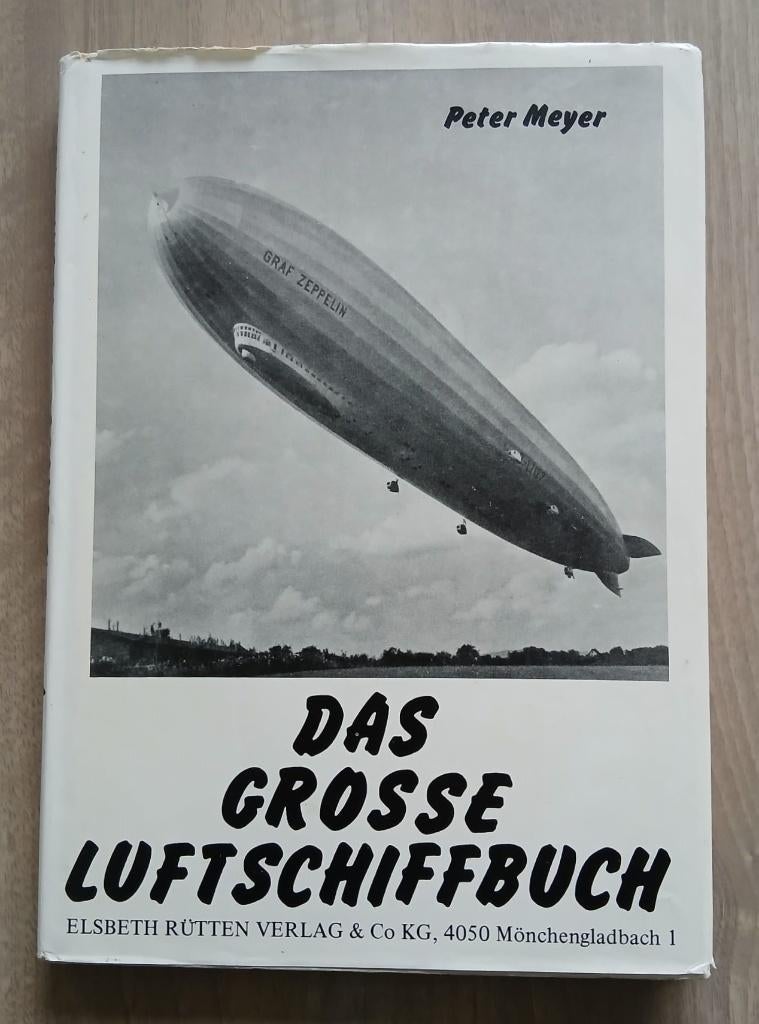 Peter Meyer
GRAF ZEPPELIN
DAS
GROSSE
LUFTSCHIFFBUCH
ELSBETH RÜTTEN VERLAG & Co KG, 4050 Mönchengladbach 1